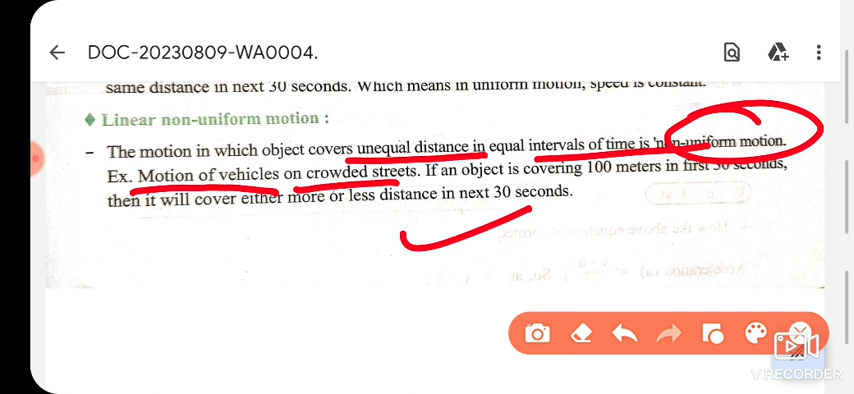 DOC-20230809-WA0004.
same distance in next 30 seconds. Which means in uniform motion, speed is constant.
◆ Linear non-uniform motion :
– The motion in which object covers unequal distance in equal intervals of time is 'non-uniform motion.
Ex. Motion of vehicles on crowded streets. If an object is covering 100 meters in first 30 seconds,
then it will cover either more or less distance in next 30 seconds.
V RECORDER